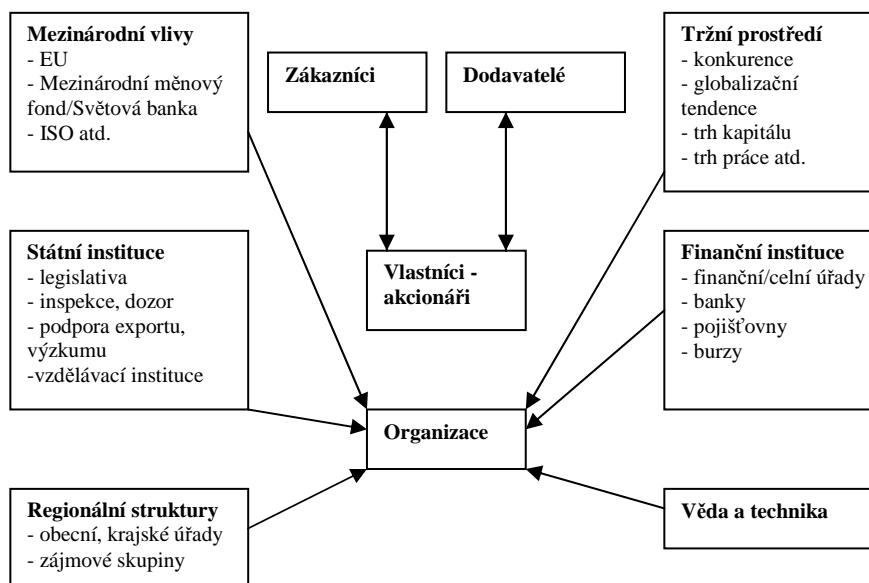 Mezinárodní vlivy
- EU
- Mezinárodní měnový
fond/Světová banka
- ISO atd.
Zákazníci
Dodavatelé
Tržní prostředí
- konkurence
- globalizační
tendence
- trh kapitálu
- trh práce atd.
Státní instituce
- legislativa
- inspekce, dozor
- podpora exportu,
výzkumu
-vzdělávací instituce
Vlastníci -
akcionáři
Finanční instituce
- finanční/celní úřady
- banky
- pojišťovny
- burzy
Organizace
Regionální struktury
- obecní, krajské úřady
- zájmové skupiny
Věda a technika